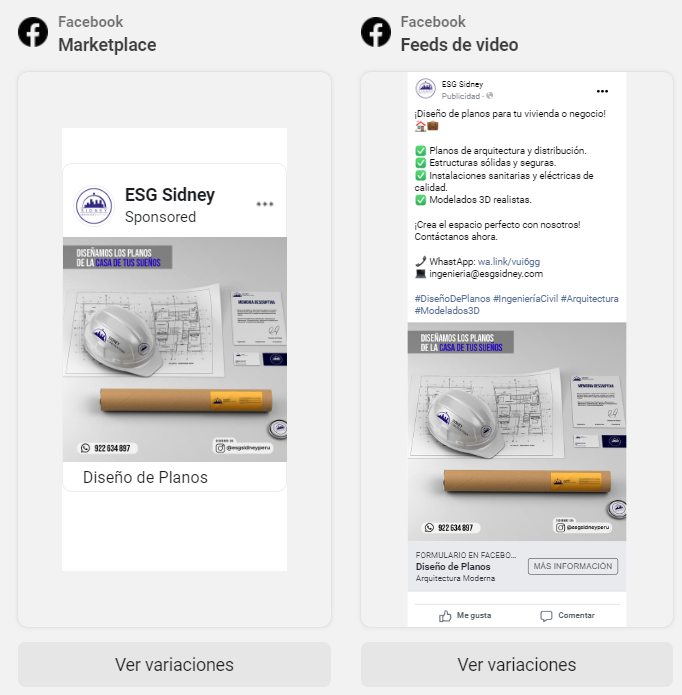 Facebook
Marketplace
ESG Sidney
Sponsored
DISEÑAMOS LOS PLANOS
DE LA CASA DE TUS SUEÑOS
MEMORIA DESCRIPTIVA
922 634 897
@esgsidneyperu
Diseño de Planos
Ver variaciones
Facebook
Feeds de video
ESG Sidney
Publicidad ·
¡Diseño de planos para tu vivienda o negocio!
🏠💼
✅ Planos de arquitectura y distribución.
✅ Estructuras sólidas y seguras.
✅ Instalaciones sanitarias y eléctricas de
calidad.
✅ Modelados 3D realistas.
¡Crea el espacio perfecto con nosotros!
Contáctanos ahora.
📞 WhastApp: wa.link/vui6gg
💻 ingenieria@esgsidney.com
#DiseñoDePlanos #IngenieríaCivil #Arquitectura
#Modelados3D
DISEÑAMOS LOS PLANOS
DE LA CASA DE TUS SUEÑOS
MEMORIA DESCRIPTIVA
922 634 897
@esgsidneyperu
FORMULARIO EN FACEBO...
Diseño de Planos
Arquitectura Moderna
MÁS INFORMACIÓN
Me gusta
Comentar
Ver variaciones